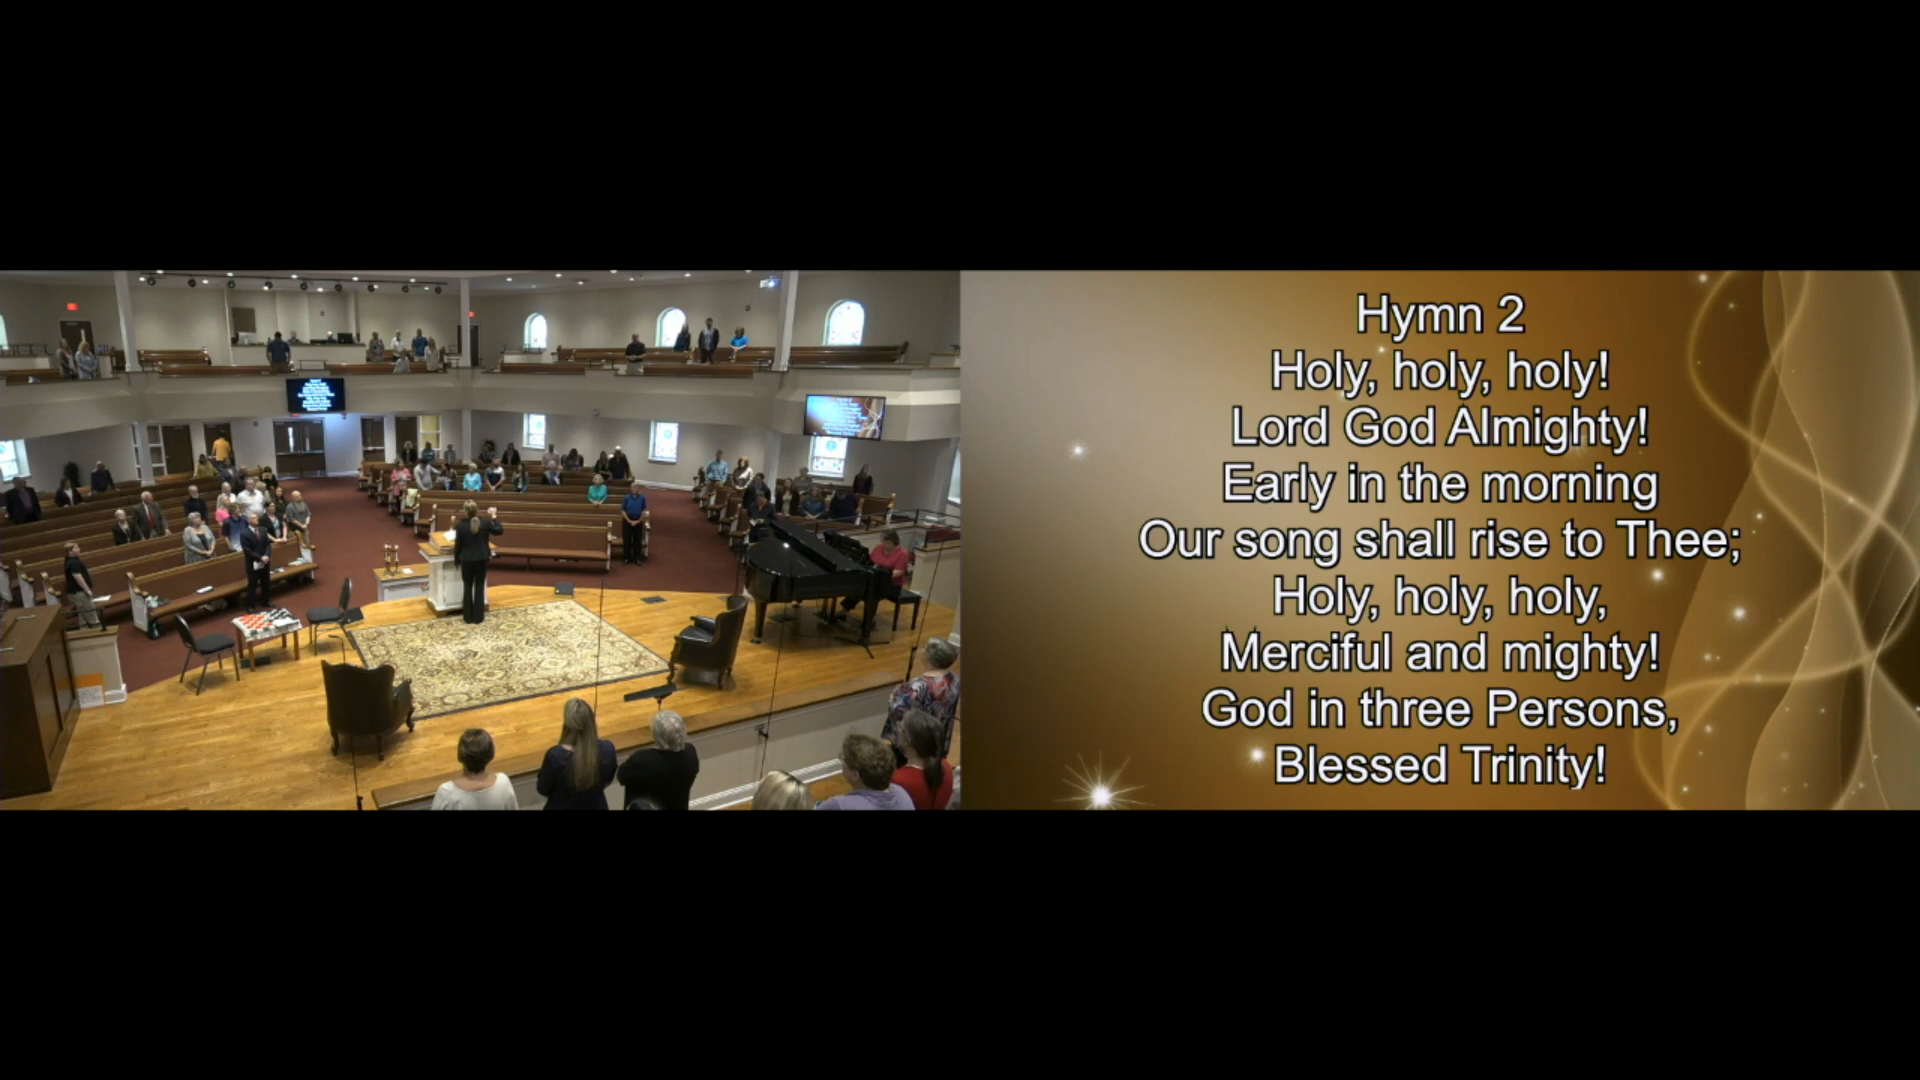 Hymn 2
Holy, holy, holy!
Lord God Almighty!
Early in the morning
Our song shall rise to Thee;
Holy, holy, holy,
Merciful and mighty!
God in three Persons,
Blessed Trinity!